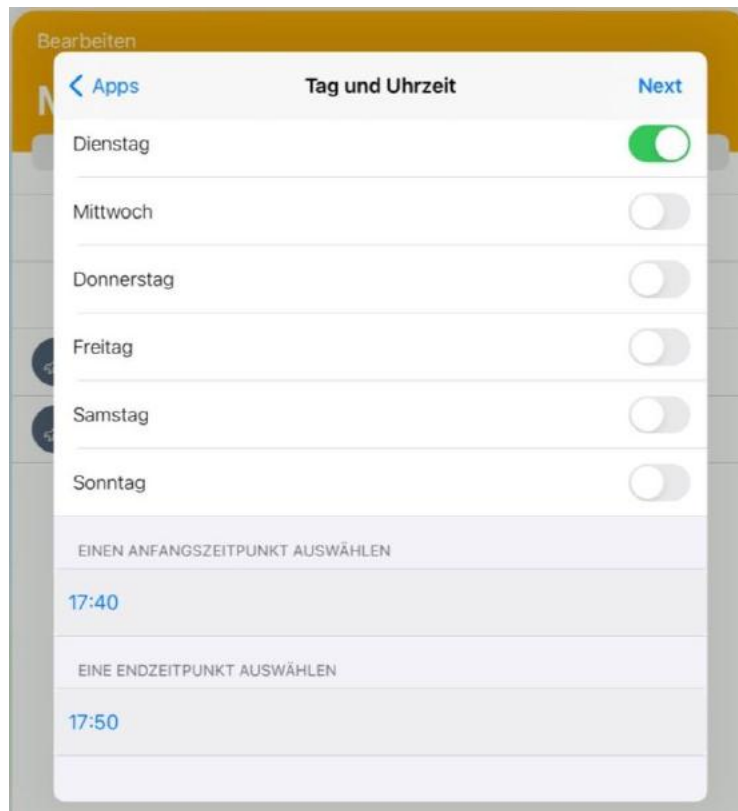 Bearbeiten
Apps Tag und Uhrzeit Next
Dienstag
Mittwoch
Donnerstag
Freitag
Samstag
Sonntag
EINEN ANFANGSZEITPUNKT AUSWÄHLEN
17:40
EINE ENDZEITPUNKT AUSWÄHLEN
17:50